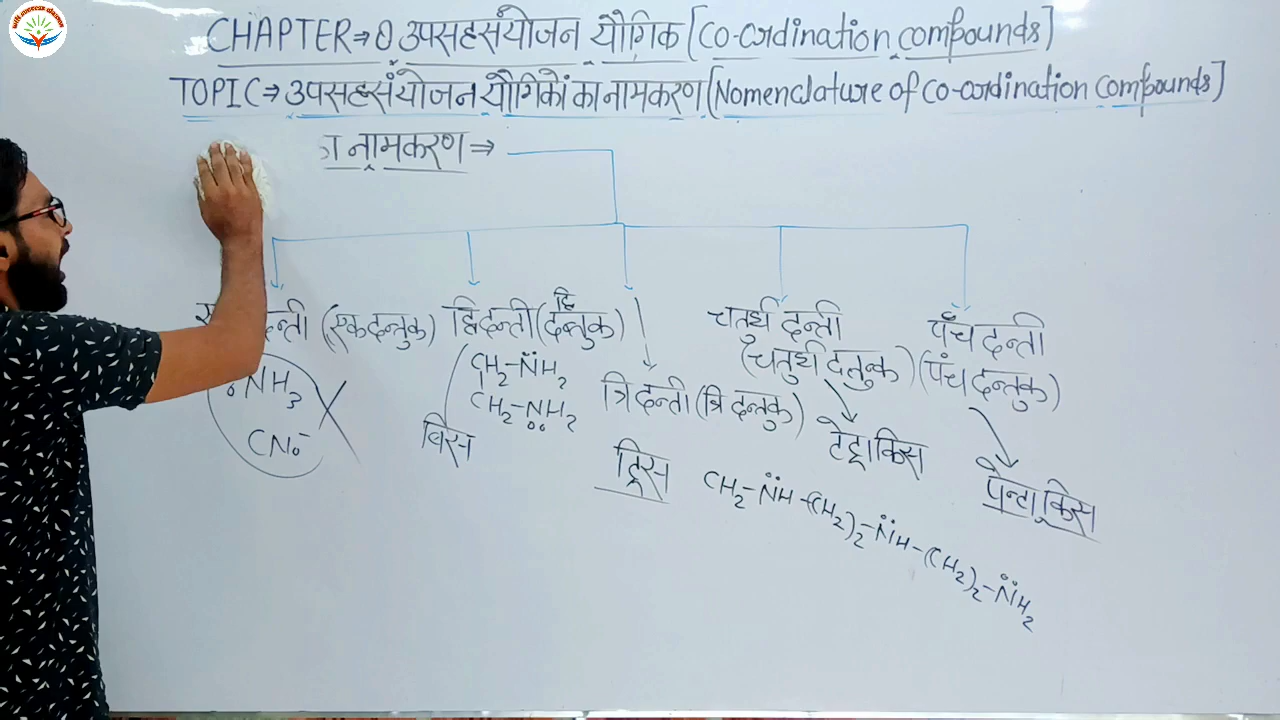 CHAPTER⇒0 उपसहसंयोजन यौगिक [Co-ordination compounds]
TOPIC⇒ उपसहसंयोजन यौगिकों का नामकरण [Nomenclature of Co-ordination compounds]
नामकरण ⇒
दन्ती (एकदन्तुक) द्विदन्ती (द्विदन्तुक)
चतुर्थ दन्ती
(चतुर्थ दन्तुक)
पंच दन्ती
(पंच दन्तुक)
NH3
CN-
CH2-NH2
CH2-NH2
बिस
त्रिदन्ती (त्रि दन्तुक)
ट्रिस
टेट्राकिस
पेन्टाकिस
CH2-NH-(CH2)2-NH-(CH2)2-NH2